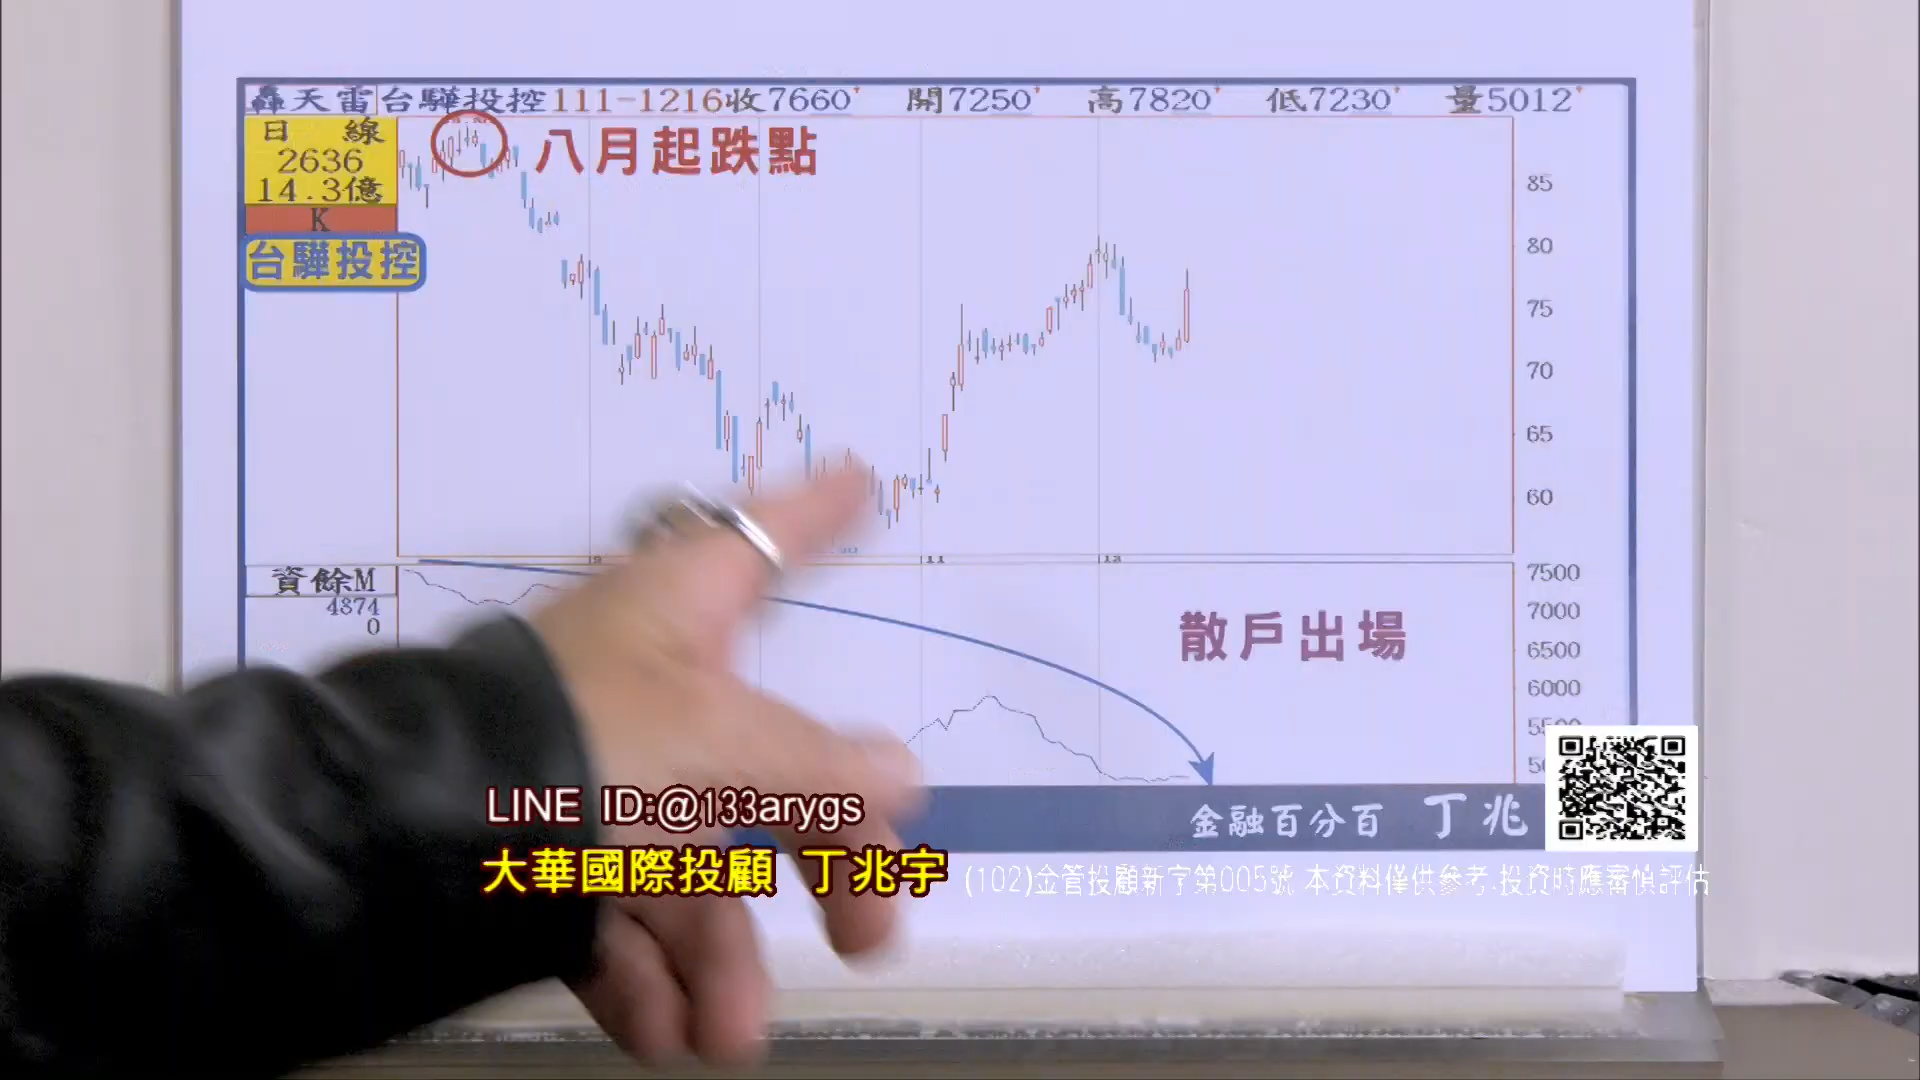 轟天雷 台驊投控 111-1216 收7660 開7250 高7820 低7230 量5012
日 線
2636
14.3億
K
台驊投控
八月起跌點
85
80
75
70
65
60
9
11
12
資餘M
4874
0
散戶出場
7500
7000
6500
6000
金融百分百 丁兆
LINE ID:@133arygs
大華國際投顧 丁兆宇
(102)金管投顧新字第005號 本資料僅供參考,投資時應審慎評估